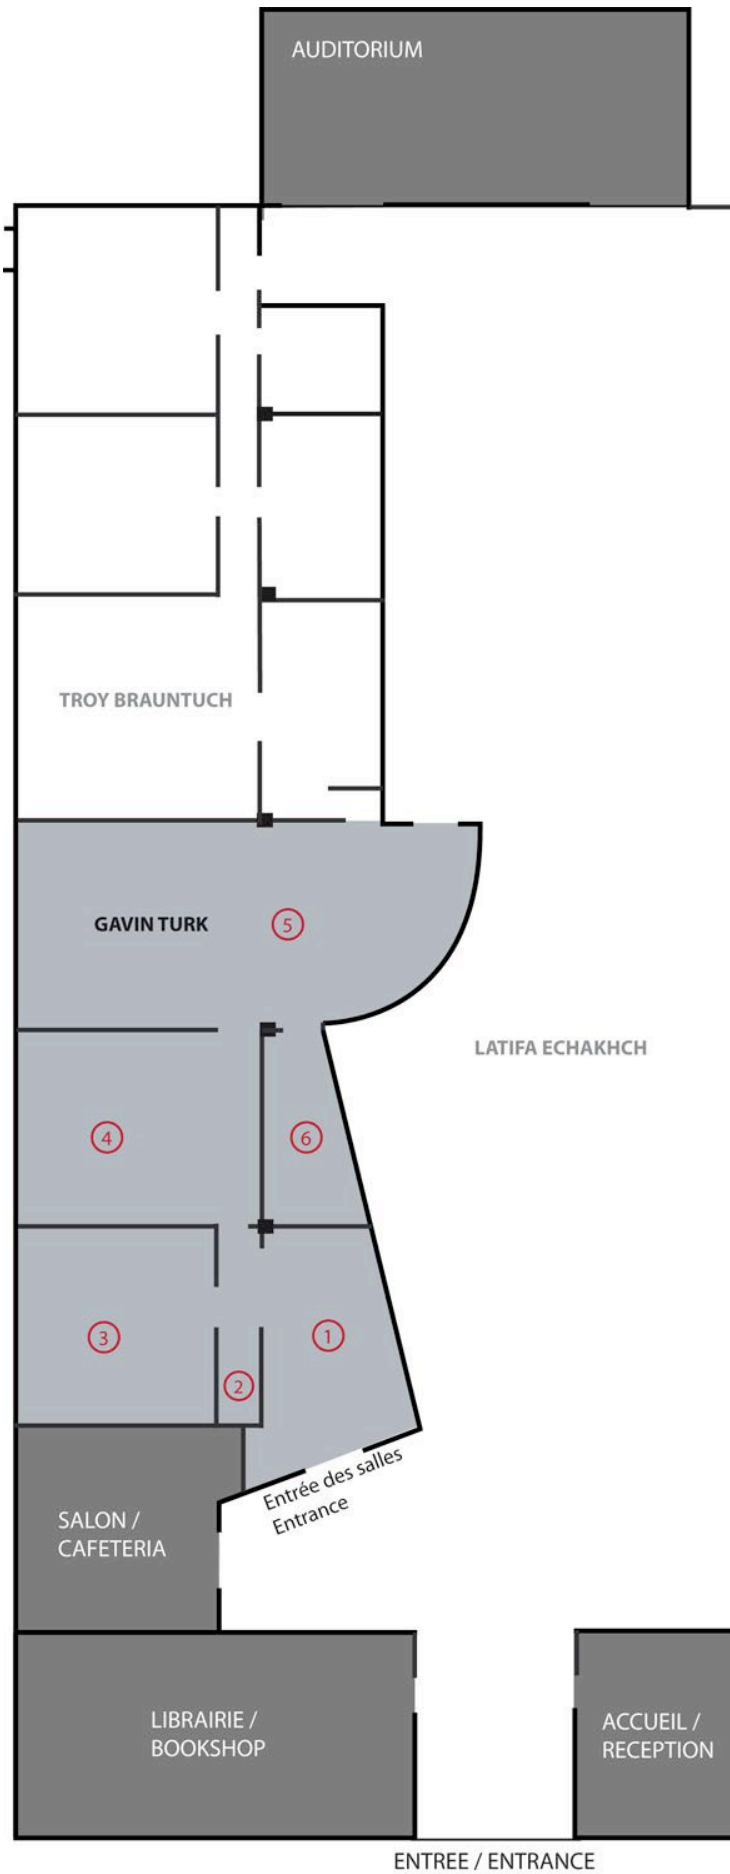 AUDITORIUM
TROY BRAUNTUCH
GAVIN TURK
5
LATIFA ECHAKHCH
4
6
3
1
2
Entrée des salles
Entrance
SALON /
CAFETERIA
LIBRAIRIE /
BOOKSHOP
ACCUEIL /
RECEPTION
ENTREE / ENTRANCE